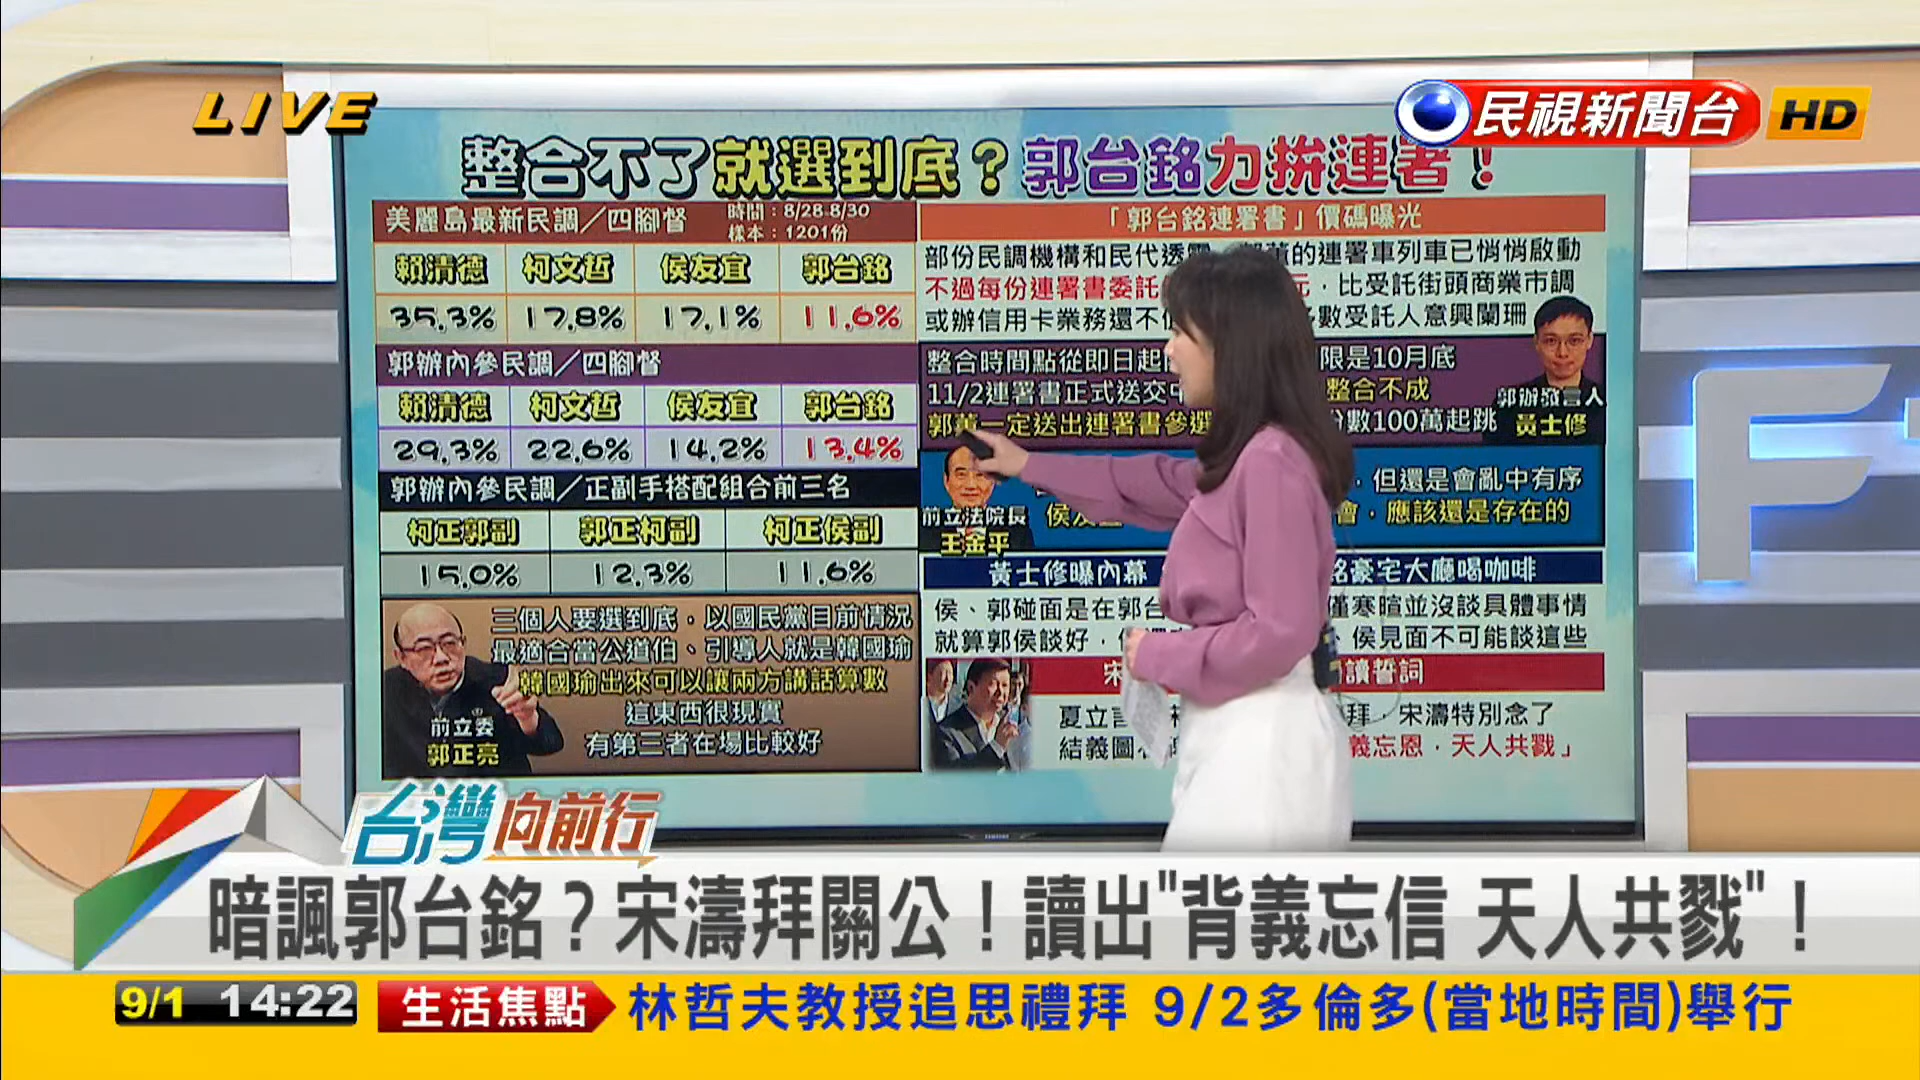 LIVE
民視新聞台 HD
整合不了就選到底？郭台銘力拚連署！
美麗島最新民調／四腳督
時間：8/28-8/30
樣本：1201份
賴清德 柯文哲 侯友宜 郭台銘
35.3% 17.8% 17.1% 11.6%
郭辦內參民調／四腳督
賴清德 柯文哲 侯友宜 郭台銘
29.3% 22.6% 14.2% 13.4%
郭辦內參民調／正副手搭配組合前三名
柯正郭副 郭正柯副 柯正侯副
15.0% 12.3% 11.6%
三個人要選到底，以國民黨目前情況
最適合當公道伯、引導人就是韓國瑜
韓國瑜出來可以讓兩方講話算數
這東西很現實
有第三者在場比較好
前立委
郭正亮
「郭台銘連署書」價碼曝光
部份民調機構和民代透 董的連署車列車已悄悄啟動
不過每份連署書委託 元，比受託街頭商業市調
或辦信用卡業務還不 數受託人意興闌珊
整合時間點從即日起 限是10月底
11/2連署書正式送交 整合不成
郭董一定送出連署書參選 份數100萬起跳
郭辦發言人
黃士修
，但還是會亂中有序
侯友 會，應該還是存在的
前立法院長
王金平
黃士修曝內幕 銘豪宅大廳喝咖啡
侯、郭碰面是在郭台 僅寒暄並沒談具體事情
就算郭侯談好， 、侯見面不可能談這些
宋 讀誓詞
夏立言 拜，宋濤特別念了
結義圖 義忘恩，天人共戮」
台灣向前行
暗諷郭台銘？宋濤拜關公！讀出"背義忘信 天人共戮"！
9/1 14:22 生活焦點 林哲夫教授追思禮拜 9/2多倫多(當地時間)舉行